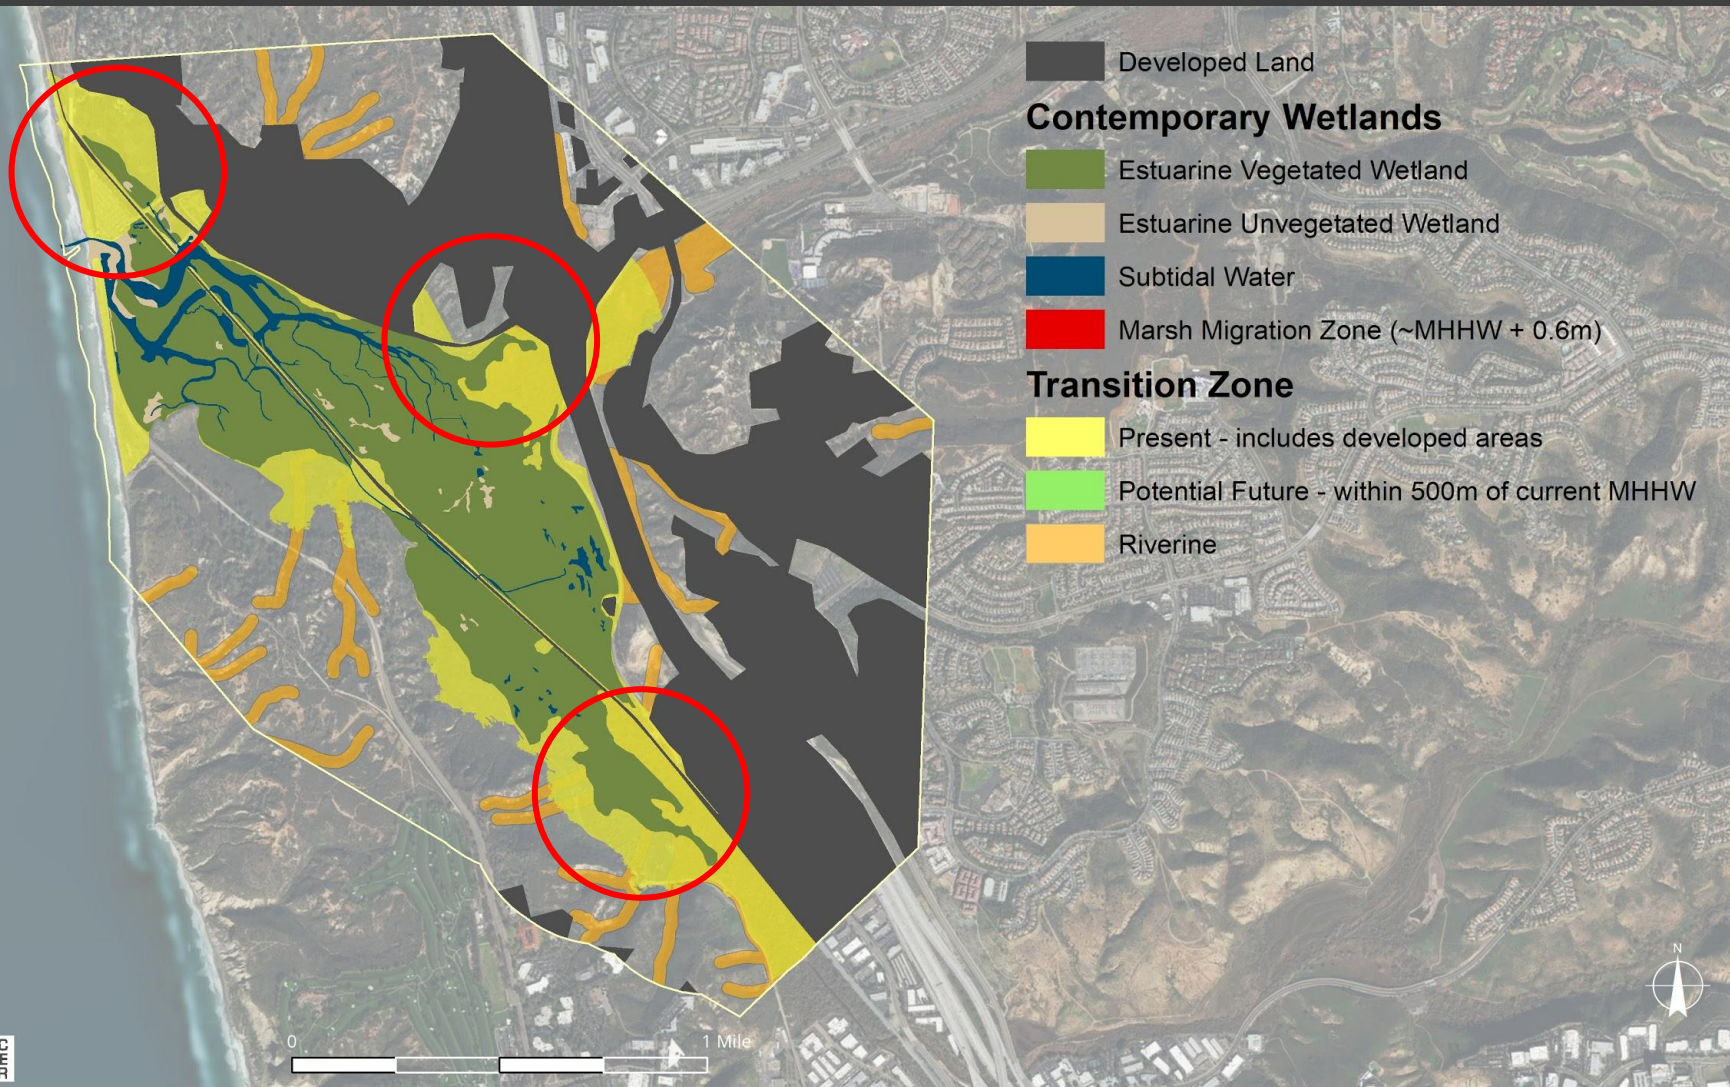 Developed Land
Contemporary Wetlands
Estuarine Vegetated Wetland
Estuarine Unvegetated Wetland
Subtidal Water
Marsh Migration Zone (~MHHW + 0.6m)
Transition Zone
Present - includes developed areas
Potential Future - within 500m of current MHHW
Riverine
N
0
1 Mile